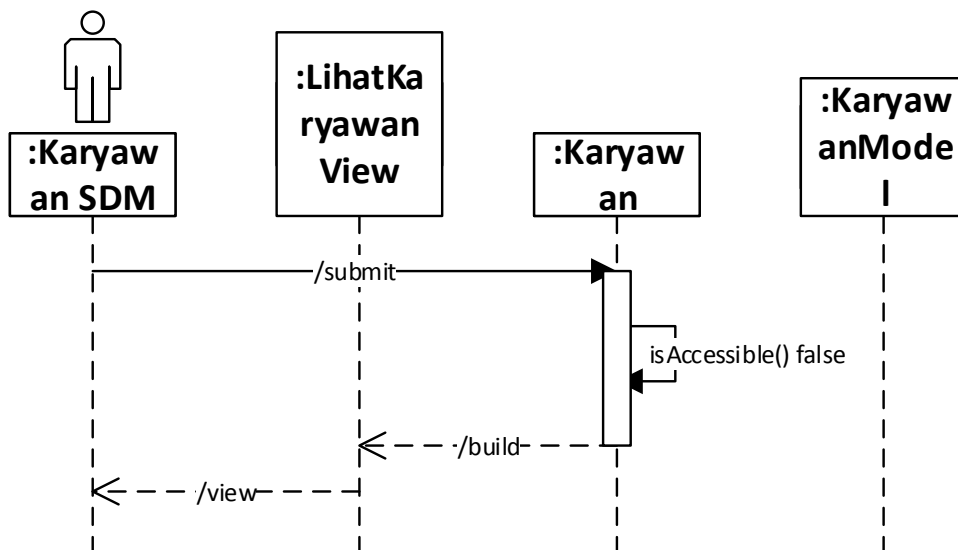 :LihatKa
ryawan
View
:Karyaw
an SDM
:Karyaw
an
:Karyaw
anMode
l
/submit
isAccessible() false
/build
/view